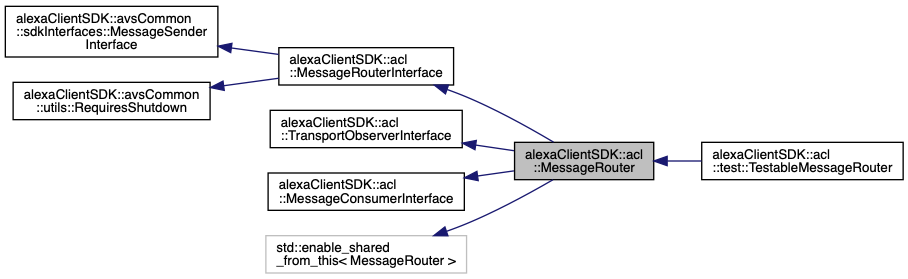 alexaClientSDK::avsCommon
::sdkInterfaces::MessageSender
Interface
alexaClientSDK::avsCommon
::utils::RequiresShutdown
alexaClientSDK::acl
::MessageRouterInterface
alexaClientSDK::acl
::TransportObserverInterface
alexaClientSDK::acl
::MessageConsumerInterface
std::enable_shared
_from_this< MessageRouter >
alexaClientSDK::acl
::MessageRouter
alexaClientSDK::acl
::test::TestableMessageRouter